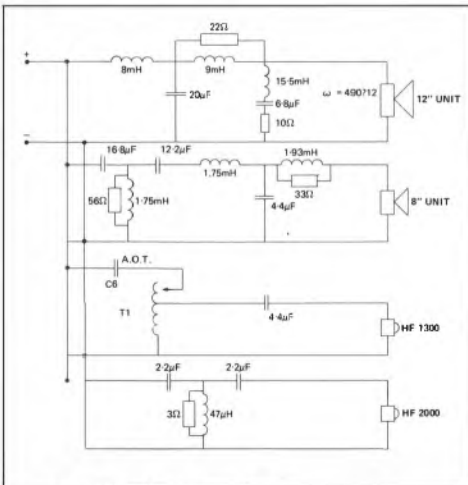 22Ω
+
8mH
9mH
15·5mH
20µF
6·8µF
ω = 490?12
12" UNIT
10Ω
−
16·8µF
12·2µF
1·93mH
1·75mH
56Ω
1·75mH
33Ω
4·4µF
8" UNIT
A.O.T.
C6
T1
4·4µF
HF 1300
2·2µF
2·2µF
3Ω
47µH
HF 2000